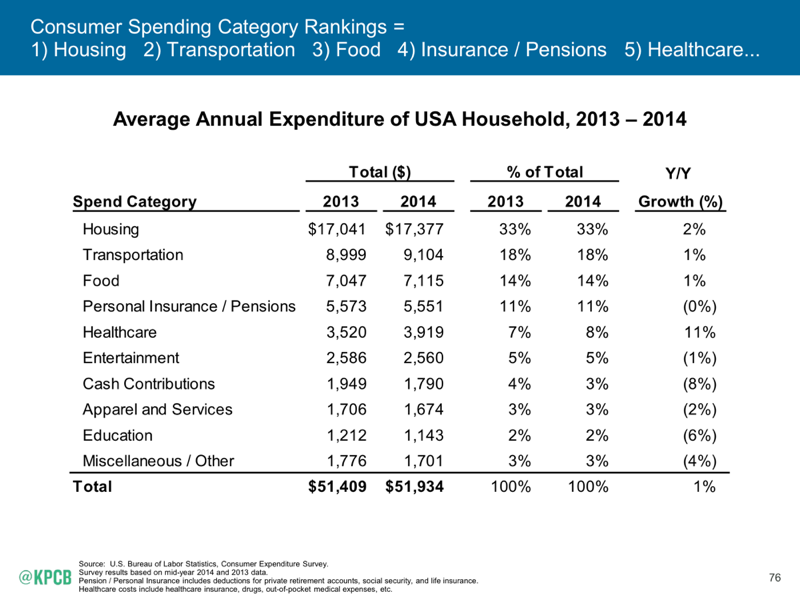 Consumer Spending Category Rankings =
1) Housing 2) Transportation 3) Food 4) Insurance / Pensions 5) Healthcare...
Average Annual Expenditure of USA Household, 2013 – 2014
Total ($) % of Total Y/Y
Spend Category 2013 2014 2013 2014 Growth (%)
Housing $17,041 $17,377 33% 33% 2%
Transportation 8,999 9,104 18% 18% 1%
Food 7,047 7,115 14% 14% 1%
Personal Insurance / Pensions 5,573 5,551 11% 11% (0%)
Healthcare 3,520 3,919 7% 8% 11%
Entertainment 2,586 2,560 5% 5% (1%)
Cash Contributions 1,949 1,790 4% 3% (8%)
Apparel and Services 1,706 1,674 3% 3% (2%)
Education 1,212 1,143 2% 2% (6%)
Miscellaneous / Other 1,776 1,701 3% 3% (4%)
Total $51,409 $51,934 100% 100% 1%
@KPCB
Source: U.S. Bureau of Labor Statistics, Consumer Expenditure Survey.
Survey results based on mid-year 2014 and 2013 data.
Pension / Personal Insurance includes deductions for private retirement accounts, social security, and life insurance.
Healthcare costs include healthcare insurance, drugs, out-of-pocket medical expenses, etc.
76